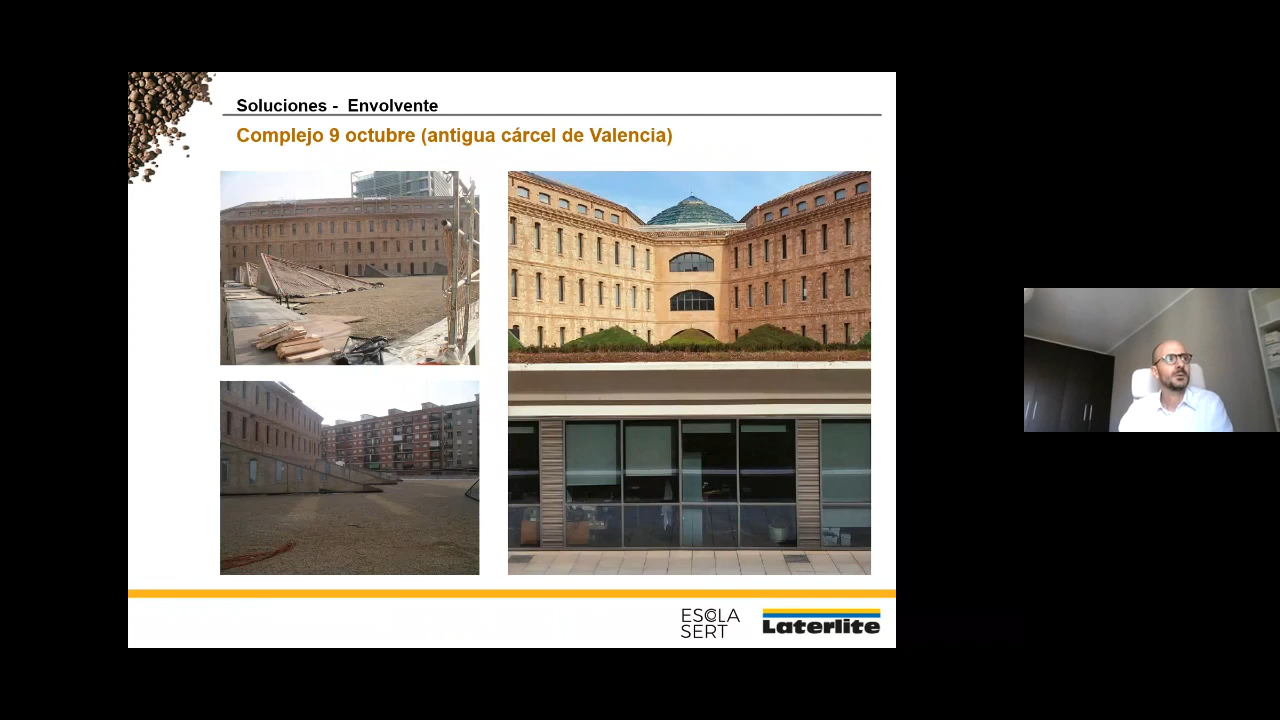 Soluciones - Envolvente
Complejo 9 octubre (antigua cárcel de Valencia)
ESCOLA
SERT
Laterlite